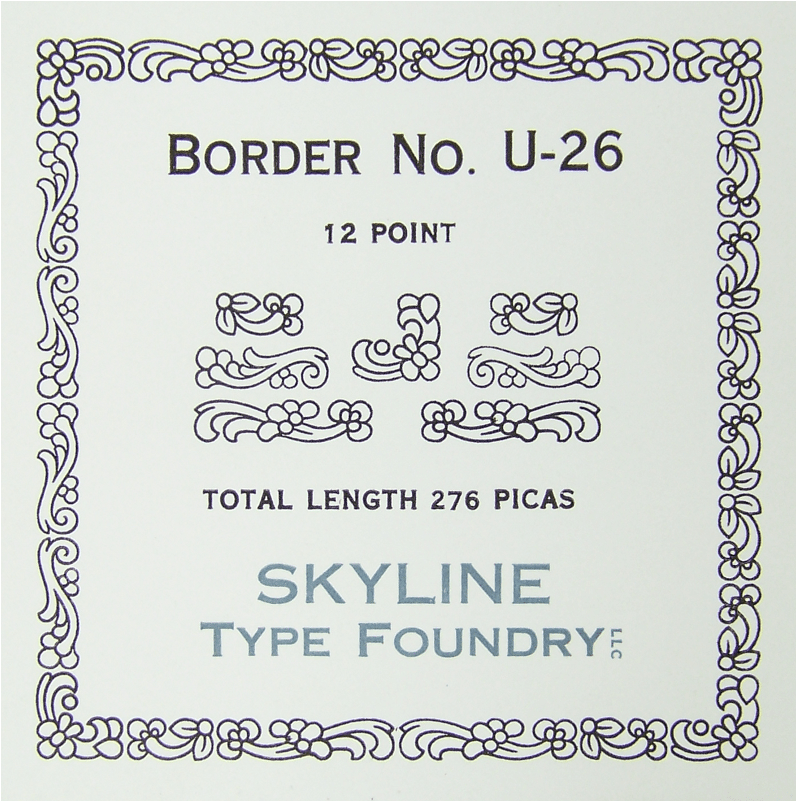 BORDER NO. U-26
12 POINT
TOTAL LENGTH 276 PICAS
SKYLINE
TYPE FOUNDRY LLC